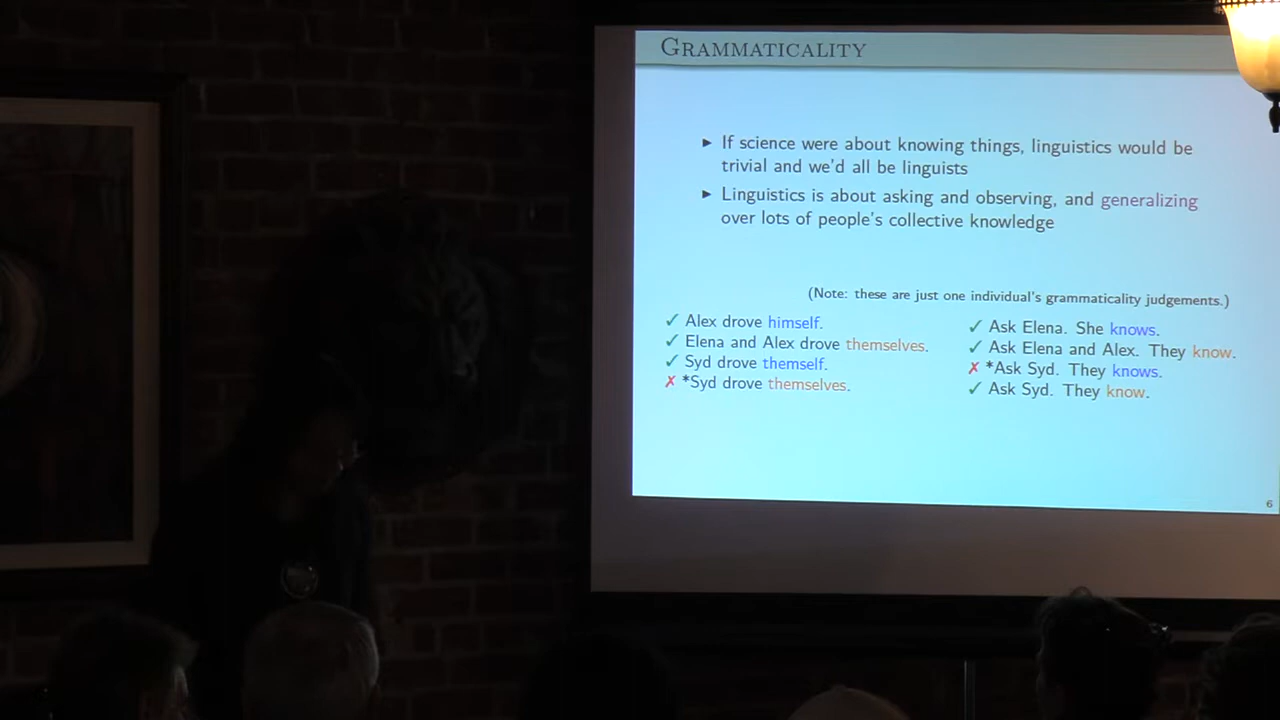 GRAMMATICALITY
▶ If science were about knowing things, linguistics would be
trivial and we'd all be linguists
▶ Linguistics is about asking and observing, and generalizing
over lots of people's collective knowledge
(Note: these are just one individual's grammaticality judgements.)
✓ Alex drove himself.
✓ Elena and Alex drove themselves.
✓ Syd drove themself.
✗ *Syd drove themselves.
✓ Ask Elena. She knows.
✓ Ask Elena and Alex. They know.
✗ *Ask Syd. They knows.
✓ Ask Syd. They know.
6